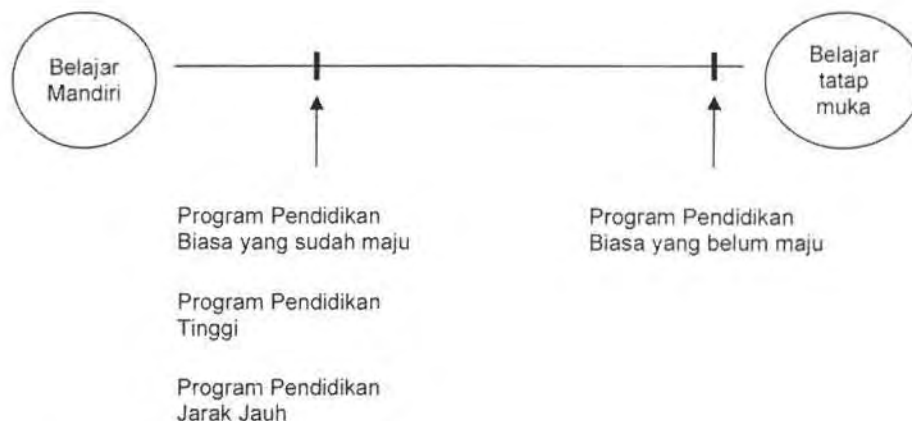 Belajar
Mandiri
Belajar
tatap
muka
Program Pendidikan
Biasa yang sudah maju
Program Pendidikan
Tinggi
Program Pendidikan
Jarak Jauh
Program Pendidikan
Biasa yang belum maju